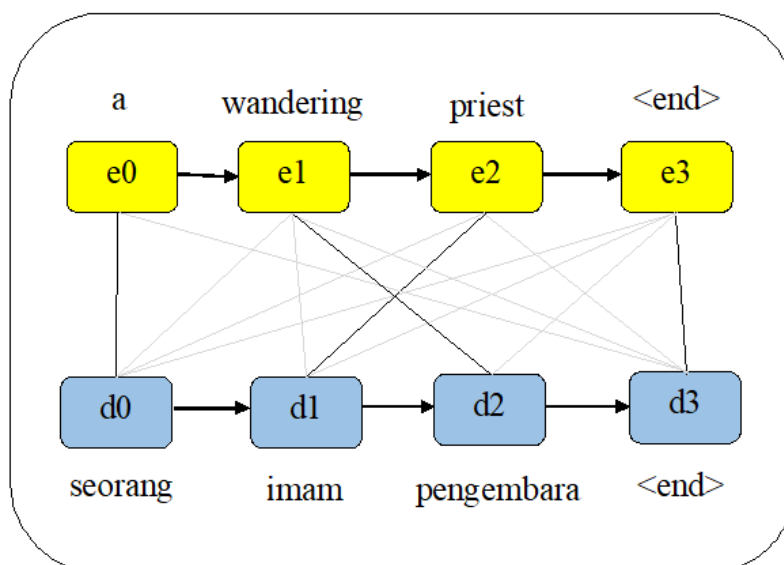 a wandering priest <end>
e0 e1 e2 e3
d0 d1 d2 d3
seorang imam pengembara <end>